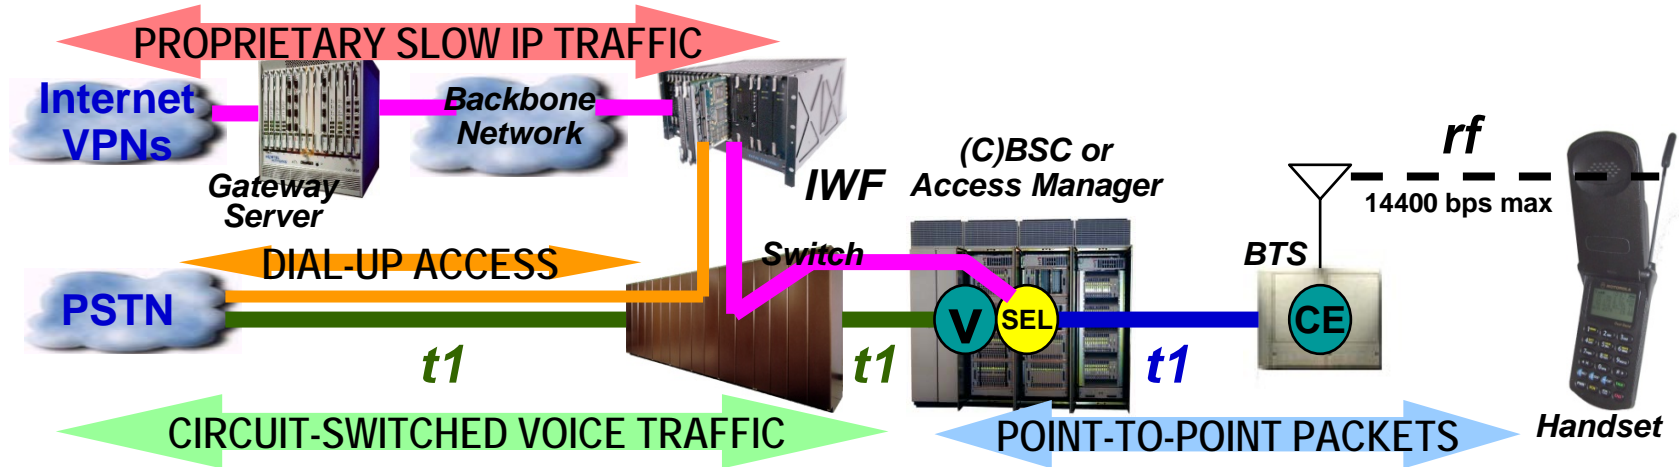 PROPRIETARY SLOW IP TRAFFIC
Internet
VPNs
Gateway
Server
Backbone
Network
IWF
(C)BSC or
Access Manager
rf
14400 bps max
DIAL-UP ACCESS
Switch
BTS
PSTN
V
SEL
CE
t1
t1
t1
CIRCUIT-SWITCHED VOICE TRAFFIC
POINT-TO-POINT PACKETS
Handset